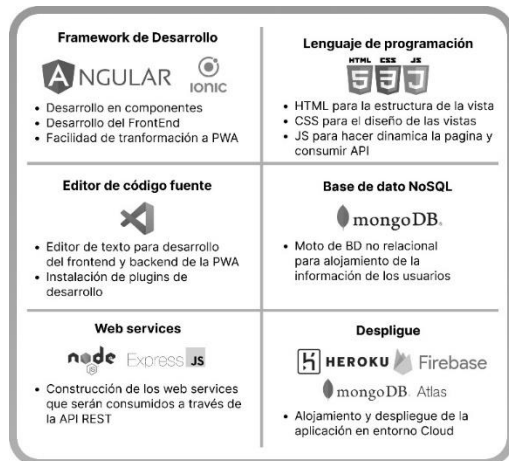 Framework de Desarrollo
ANGULAR
ionic
• Desarrollo en componentes
• Desarrollo del FrontEnd
• Facilidad de tranformación a PWA
Lenguaje de programación
HTML CSS JS
5 3 J
• HTML para la estructura de la vista
• CSS para el diseño de las vistas
• JS para hacer dinamica la pagina y
consumir API
Editor de código fuente
• Editor de texto para desarrollo
del frontend y backend de la PWA
• Instalación de plugins de
desarrollo
Base de dato NoSQL
mongoDB.
• Moto de BD no relacional
para alojamiento de la
información de los usuarios
Web services
node JS Express JS
• Construcción de los web services
que serán consumidos a través de
la API REST
Despligue
H HEROKU Firebase
mongoDB. Atlas
• Alojamiento y despliegue de la
aplicación en entorno Cloud